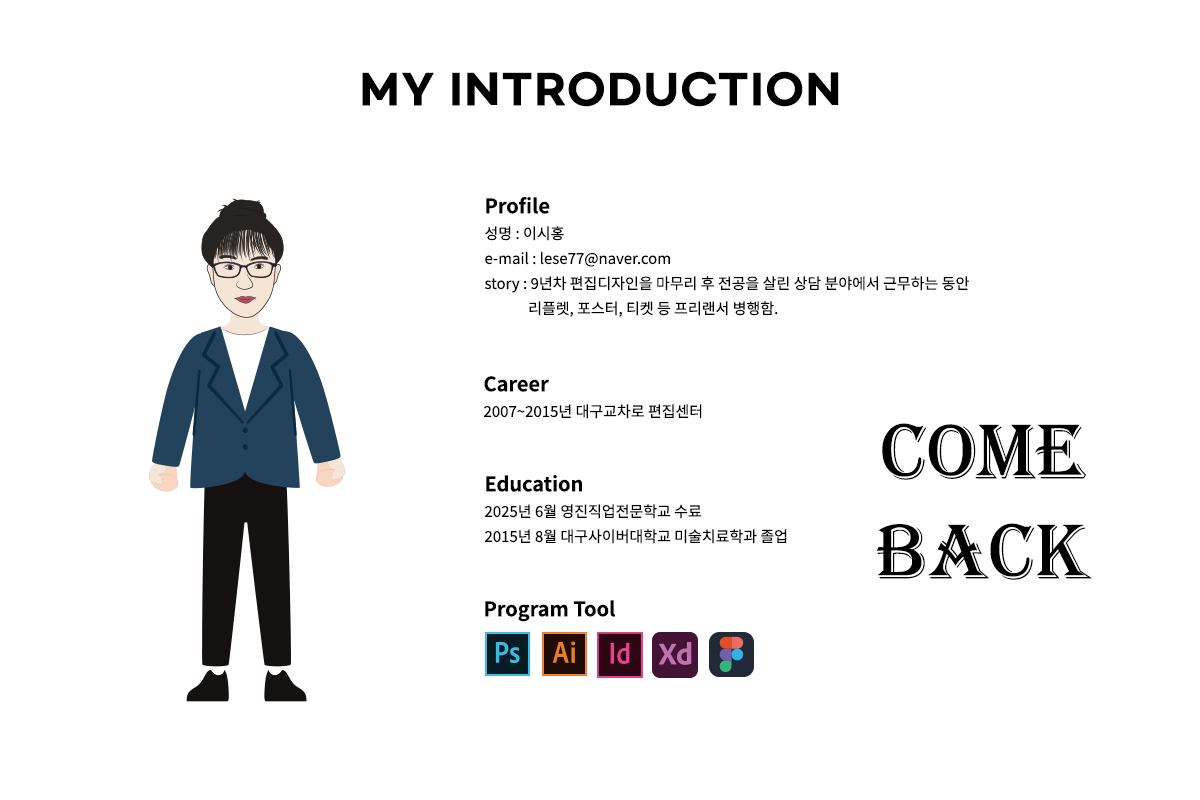 MY INTRODUCTION
Profile
성명 : 이시홍
e-mail : lese77@naver.com
story : 9년차 편집디자인을 마무리 후 전공을 살린 상담 분야에서 근무하는 동안
리플렛, 포스터, 티켓 등 프리랜서 병행함.
Career
2007~2015년 대구교차로 편집센터
COME
BACK
Education
2025년 6월 영진직업전문학교 수료
2015년 8월 대구사이버대학교 미술치료학과 졸업
Program Tool
Ps Ai Id Xd